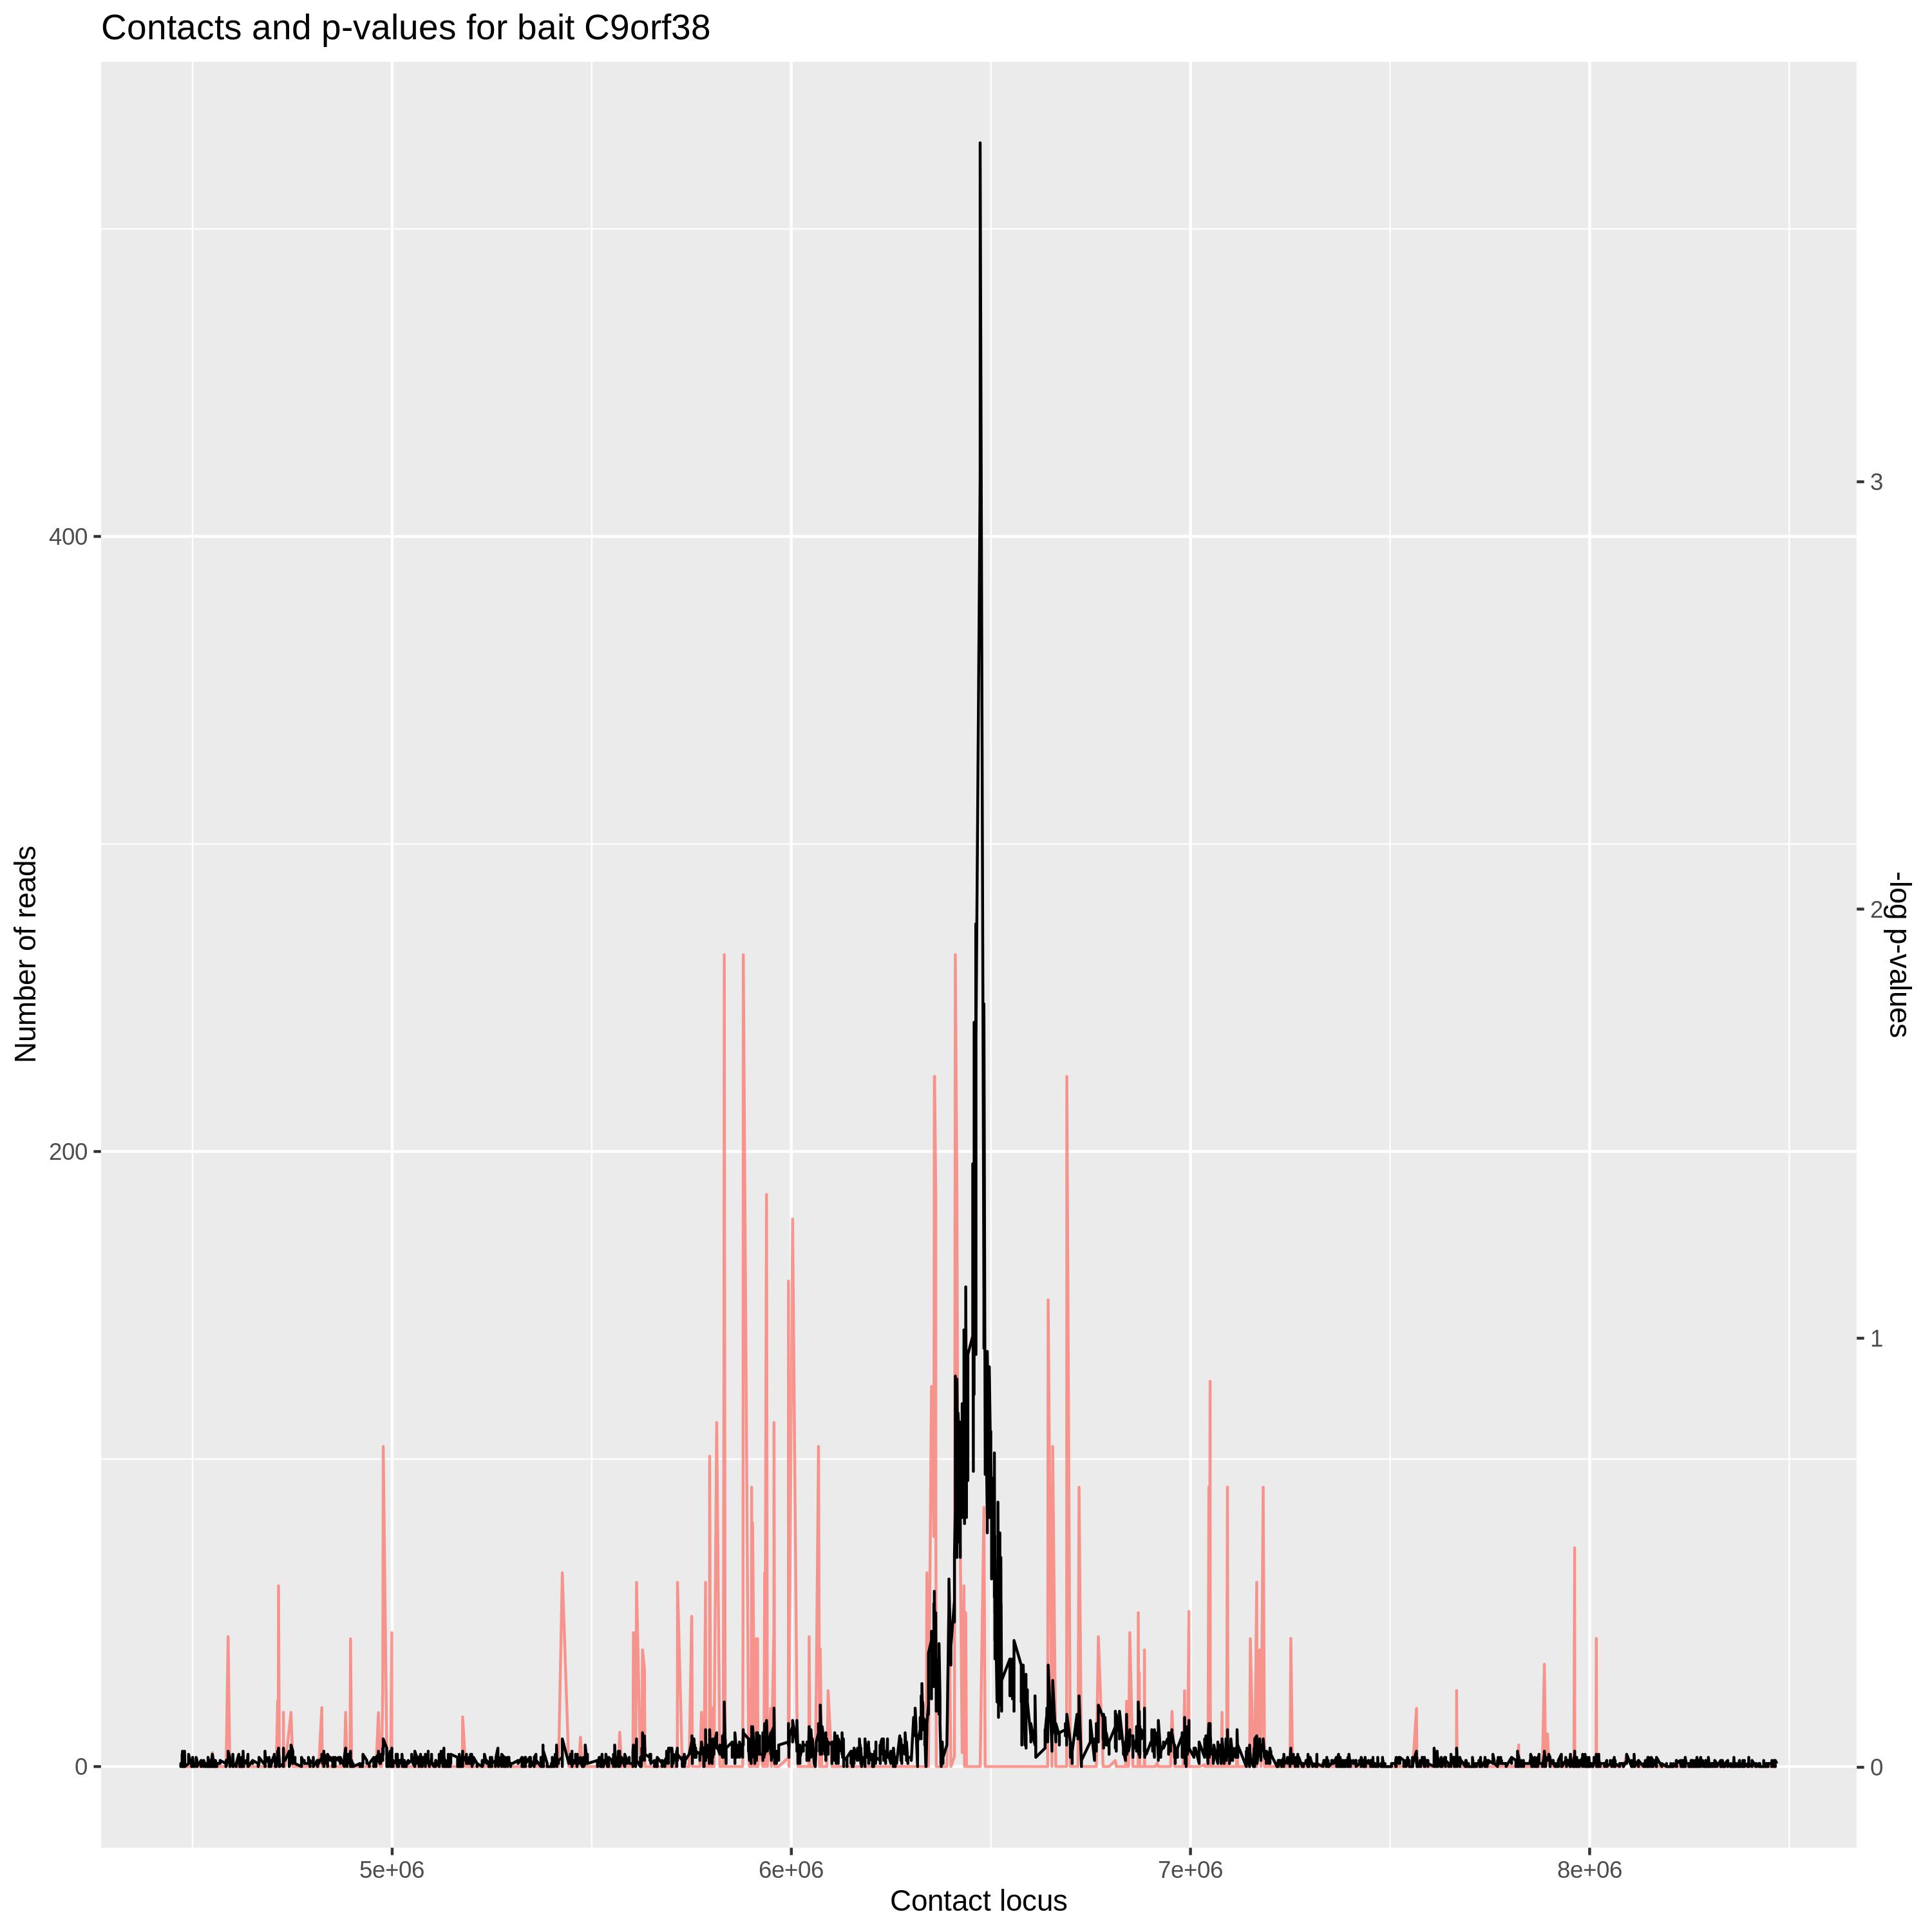 Contacts and p-values for bait C9orf38
Number of reads
400
200
0
3
2
1
0
-log p-values
5e+06
6e+06
7e+06
8e+06
Contact locus